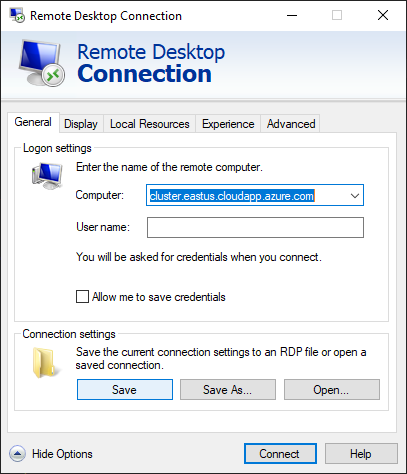 Remote Desktop Connection
Remote Desktop
Connection
General Display Local Resources Experience Advanced
Logon settings
Enter the name of the remote computer.
Computer: cluster.eastus.cloudapp.azure.com
User name:
You will be asked for credentials when you connect.
Allow me to save credentials
Connection settings
Save the current connection settings to an RDP file or open a
saved connection.
Save Save As... Open...
Hide Options Connect Help